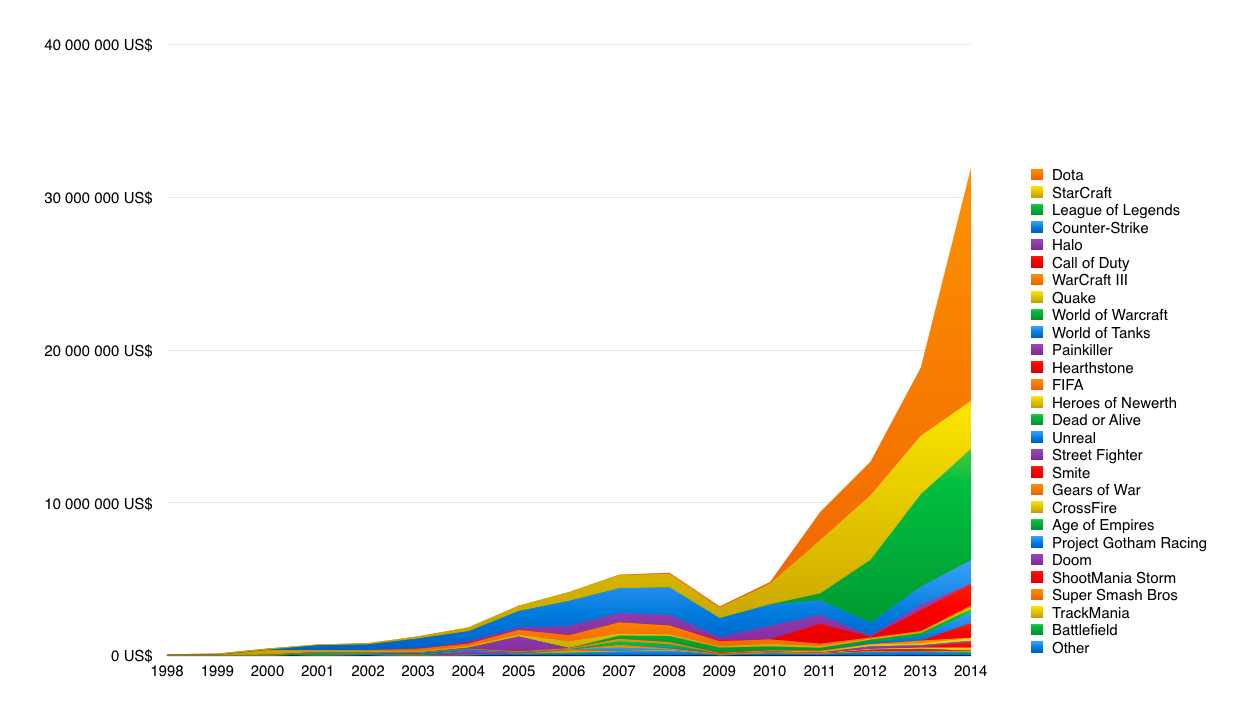 40 000 000 US$
30 000 000 US$
20 000 000 US$
10 000 000 US$
0 US$
1998 1999 2000 2001 2002 2003 2004 2005 2006 2007 2008 2009 2010 2011 2012 2013 2014
Dota
StarCraft
League of Legends
Counter-Strike
Halo
Call of Duty
WarCraft III
Quake
World of Warcraft
World of Tanks
Painkiller
Hearthstone
FIFA
Heroes of Newerth
Dead or Alive
Unreal
Street Fighter
Smite
Gears of War
CrossFire
Age of Empires
Project Gotham Racing
Doom
ShootMania Storm
Super Smash Bros
TrackMania
Battlefield
Other